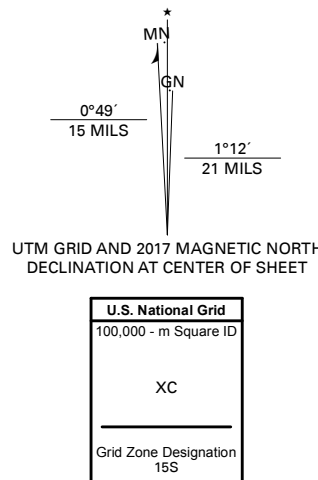 ★
MN
GN
0°49´
15 MILS
1°12´
21 MILS
UTM GRID AND 2017 MAGNETIC NORTH
DECLINATION AT CENTER OF SHEET
U.S. National Grid
100,000 - m Square ID
XC
Grid Zone Designation
15S